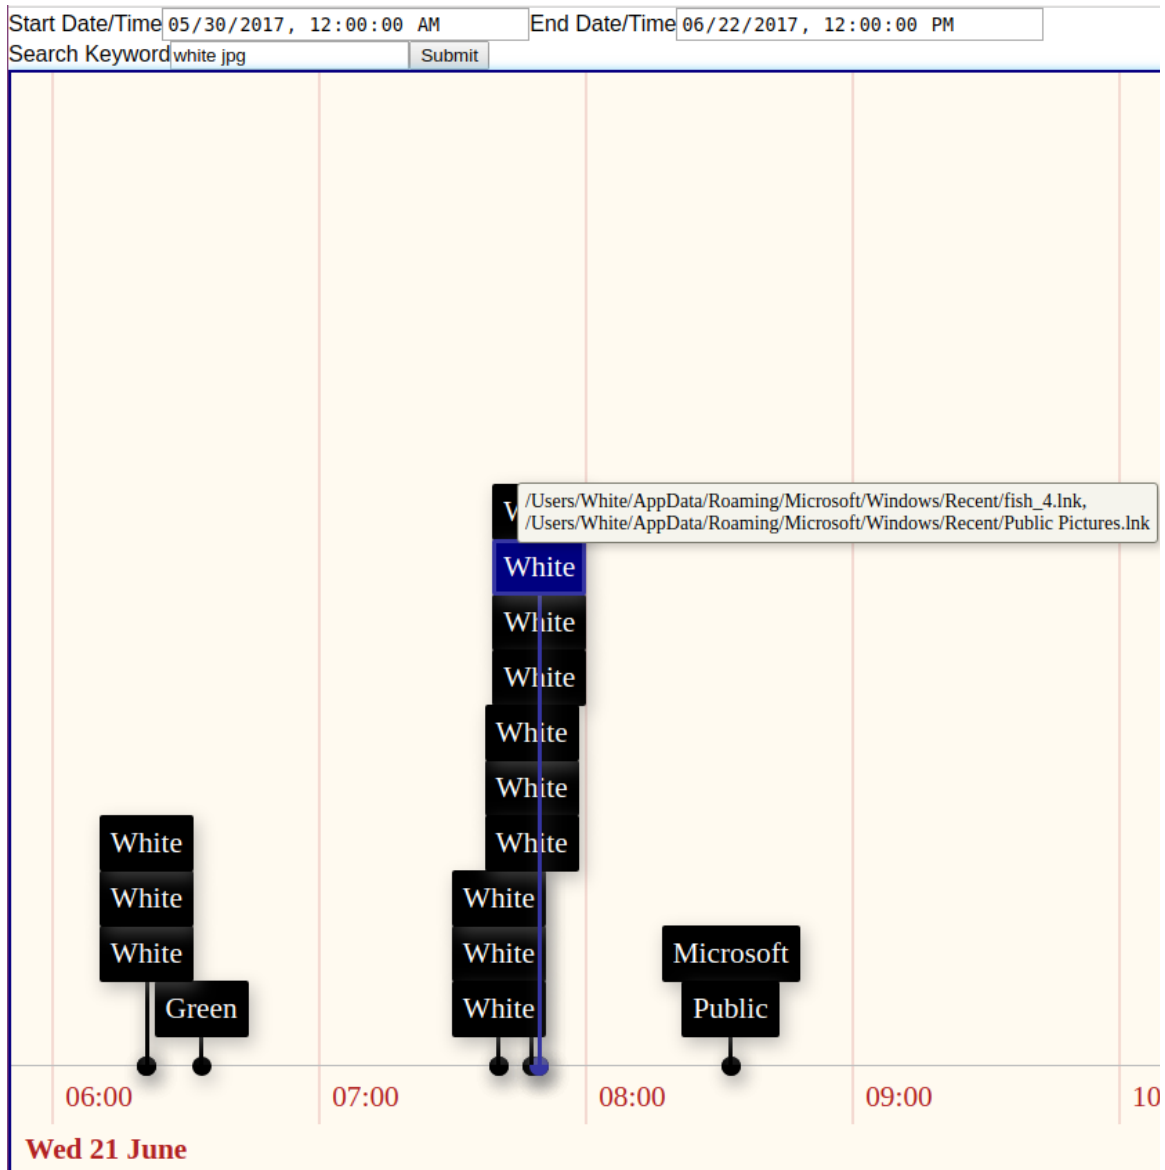 Start Date/Time 05/30/2017, 12:00:00 AM End Date/Time 06/22/2017, 12:00:00 PM
Search Keyword white jpg Submit
/Users/White/AppData/Roaming/Microsoft/Windows/Recent/fish_4.lnk,
/Users/White/AppData/Roaming/Microsoft/Windows/Recent/Public Pictures.lnk
White
White
White
White
White
White
White
White
White
White
White
White
Microsoft
White
Green
White
Public
06:00 07:00 08:00 09:00 10
Wed 21 June